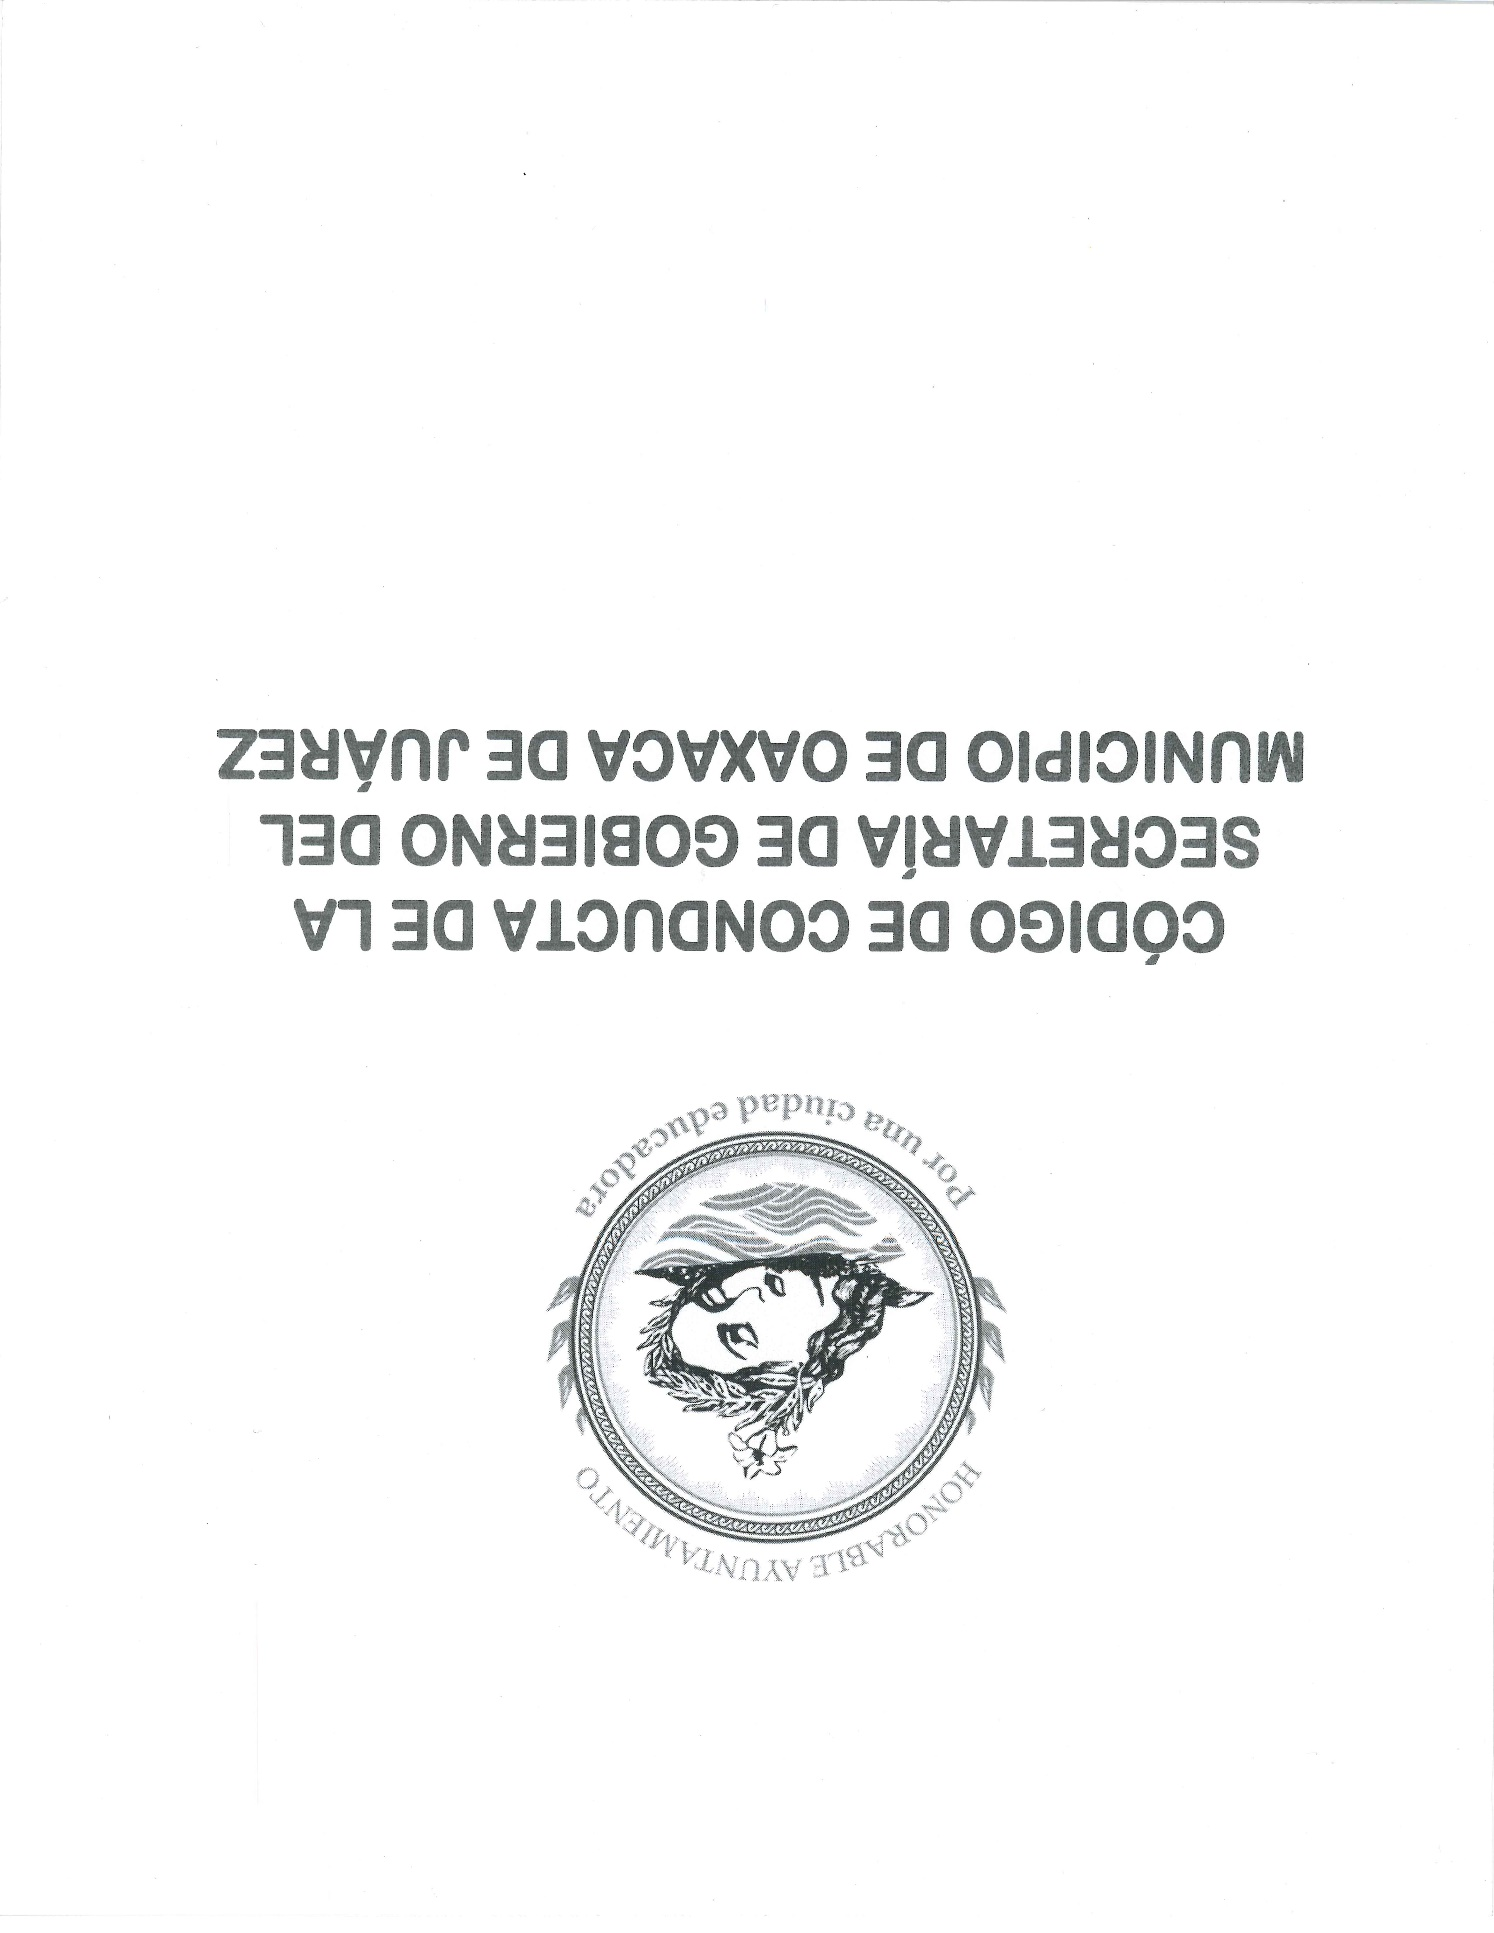 HONORABLE AYUNTAMIENTO
Por una ciudad educadora
CÓDIGO DE CONDUCTA DE LA
SECRETARÍA DE GOBIERNO DEL
MUNICIPIO DE OAXACA DE JUÁREZ